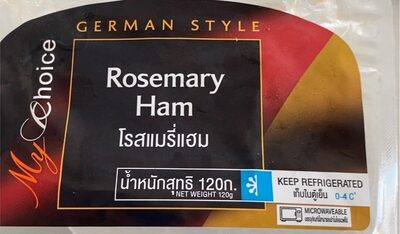 GERMAN STYLE
My Choice
Rosemary
Ham
โรสแมรี่แฮม
น้ำหนักสุทธิ 120ก.
NET WEIGHT 120g
KEEP REFRIGERATED
เก็บในตู้เย็น 0-4 C°
MICROWAVEABLE